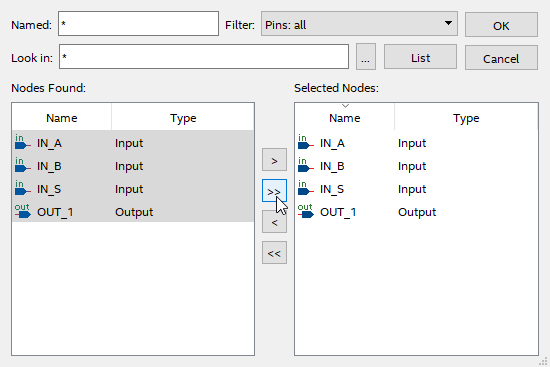 Named: * Filter: Pins: all OK
Look in: * ... List Cancel
Nodes Found: Selected Nodes:
Name Type Name Type
in IN_A Input in IN_A Input
in IN_B Input in IN_B Input
in IN_S Input in IN_S Input
out OUT_1 Output out OUT_1 Output
>
>>
<
<<